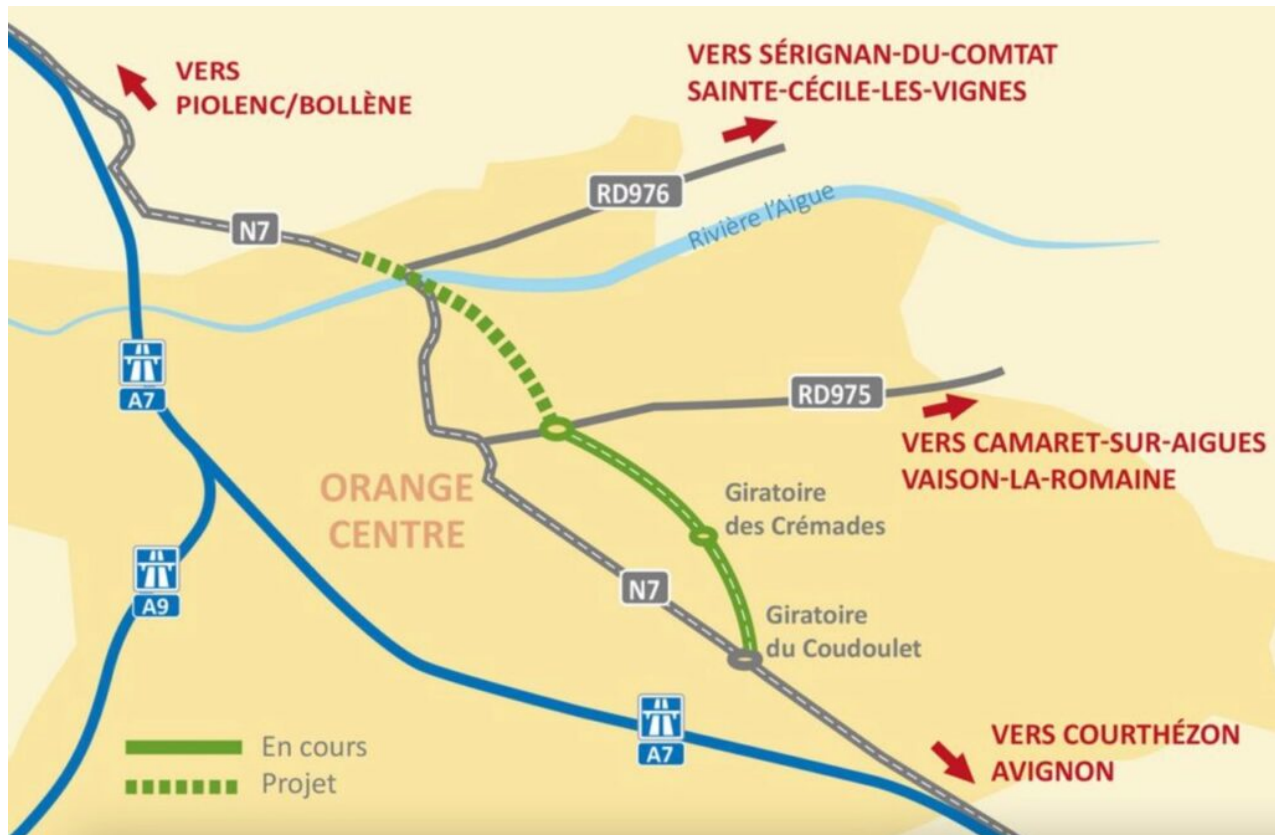 VERS
PIOLENC/BOLLÈNE
VERS SÉRIGNAN-DU-COMTAT
SAINTE-CÉCILE-LES-VIGNES
RD976
N7
Rivière l'Aigue
A7
RD975
VERS CAMARET-SUR-AIGUES
VAISON-LA-ROMAINE
ORANGE
CENTRE
Giratoire
des Crémades
A9
N7
Giratoire
du Coudoulet
A7
VERS COURTHÉZON
AVIGNON
En cours
Projet